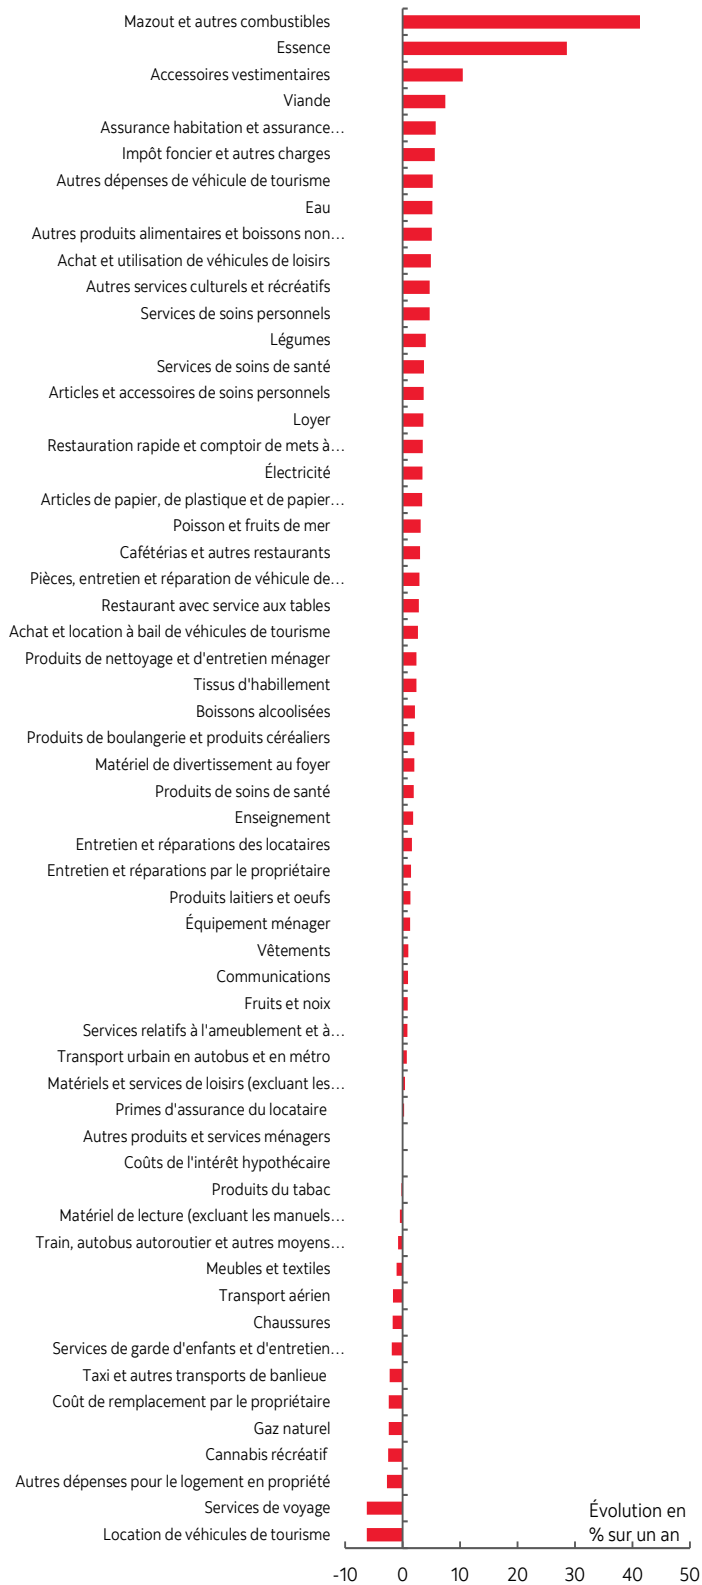 Mazout et autres combustibles
Essence
Accessoires vestimentaires
Viande
Assurance habitation et assurance…
Impôt foncier et autres charges
Autres dépenses de véhicule de tourisme
Eau
Autres produits alimentaires et boissons non…
Achat et utilisation de véhicules de loisirs
Autres services culturels et récréatifs
Services de soins personnels
Légumes
Services de soins de santé
Articles et accessoires de soins personnels
Loyer
Restauration rapide et comptoir de mets à…
Électricité
Articles de papier, de plastique et de papier…
Poisson et fruits de mer
Cafétérias et autres restaurants
Pièces, entretien et réparation de véhicule de…
Restaurant avec service aux tables
Achat et location à bail de véhicules de tourisme
Produits de nettoyage et d'entretien ménager
Tissus d'habillement
Boissons alcoolisées
Produits de boulangerie et produits céréaliers
Matériel de divertissement au foyer
Produits de soins de santé
Enseignement
Entretien et réparations des locataires
Entretien et réparations par le propriétaire
Produits laitiers et oeufs
Équipement ménager
Vêtements
Communications
Fruits et noix
Services relatifs à l'ameublement et à…
Transport urbain en autobus et en métro
Matériels et services de loisirs (excluant les…
Primes d'assurance du locataire
Autres produits et services ménagers
Coûts de l'intérêt hypothécaire
Produits du tabac
Matériel de lecture (excluant les manuels…
Train, autobus autoroutier et autres moyens…
Meubles et textiles
Transport aérien
Chaussures
Services de garde d'enfants et d'entretien…
Taxi et autres transports de banlieue
Coût de remplacement par le propriétaire
Gaz naturel
Cannabis récréatif
Autres dépenses pour le logement en propriété
Services de voyage
Location de véhicules de tourisme
Évolution en
% sur un an
-10 0 10 20 30 40 50